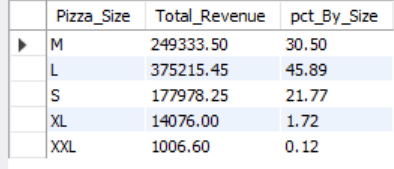 Pizza_Size Total_Revenue pct_By_Size
M 249333.50 30.50
L 375215.45 45.89
S 177978.25 21.77
XL 14076.00 1.72
XXL 1006.60 0.12